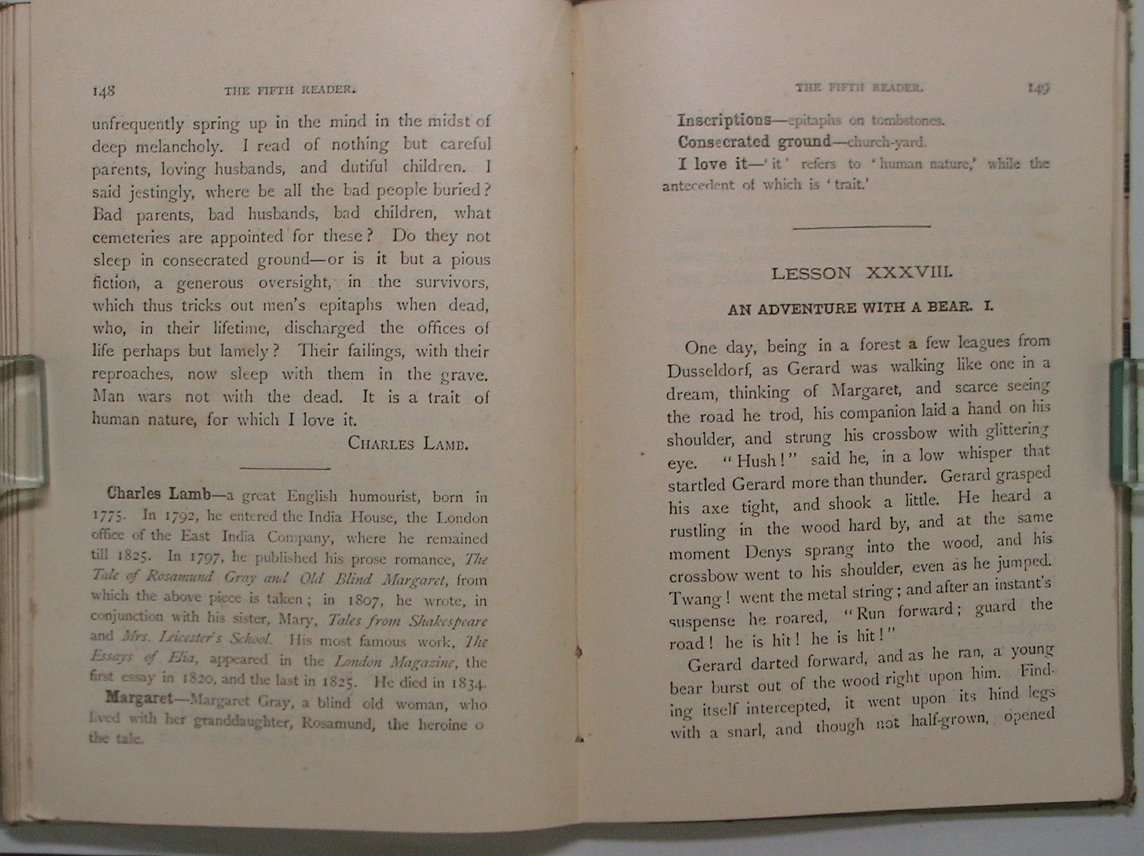 148 THE FIFTH READER.
unfrequently spring up in the mind in the midst of
deep melancholy. I read of nothing but careful
parents, loving husbands, and dutiful children. I
said jestingly, where be all the bad people buried?
Bad parents, bad husbands, bad children, what
cemeteries are appointed for these? Do they not
sleep in consecrated ground—or is it but a pious
fiction, a generous oversight, in the survivors,
which thus tricks out men's epitaphs when dead,
who, in their lifetime, discharged the offices of
life perhaps but lamely? Their failings, with their
reproaches, now sleep with them in the grave.
Man wars not with the dead. It is a trait of
human nature, for which I love it.
CHARLES LAMB.
Charles Lamb—a great English humourist, born in
1775. In 1792, he entered the India House, the London
office of the East India Company, where he remained
till 1825. In 1797, he published his prose romance, The
Tale of Rosamund Gray and Old Blind Margaret, from
which the above piece is taken; in 1807, he wrote, in
conjunction with his sister, Mary, Tales from Shakespeare
and Mrs. Leicester's School. His most famous work, The
Essays of Elia, appeared in the London Magazine, the
first essay in 1820, and the last in 1825. He died in 1834.
Margaret—Margaret Gray, a blind old woman, who
lived with her granddaughter, Rosamund, the heroine o
the tale.
THE FIFTH READER. 149
Inscriptions—epitaphs on tombstones.
Consecrated ground—church-yard.
I love it—'it' refers to 'human nature,' while the
antecedent of which is 'trait.'
LESSON XXXVIII.
AN ADVENTURE WITH A BEAR. I.
One day, being in a forest a few leagues from
Dusseldorf, as Gerard was walking like one in a
dream, thinking of Margaret, and scarce seeing
the road he trod, his companion laid a hand on his
shoulder, and strung his crossbow with glittering
eye. "Hush!" said he, in a low whisper that
startled Gerard more than thunder. Gerard grasped
his axe tight, and shook a little. He heard a
rustling in the wood hard by, and at the same
moment Denys sprang into the wood, and his
crossbow went to his shoulder, even as he jumped.
Twang! went the metal string; and after an instant's
suspense he roared, "Run forward; guard the
road! he is hit! he is hit!"
Gerard darted forward, and as he ran, a young
bear burst out of the wood right upon him. Find-
ing itself intercepted, it went upon its hind legs
with a snarl, and though not half-grown, opened